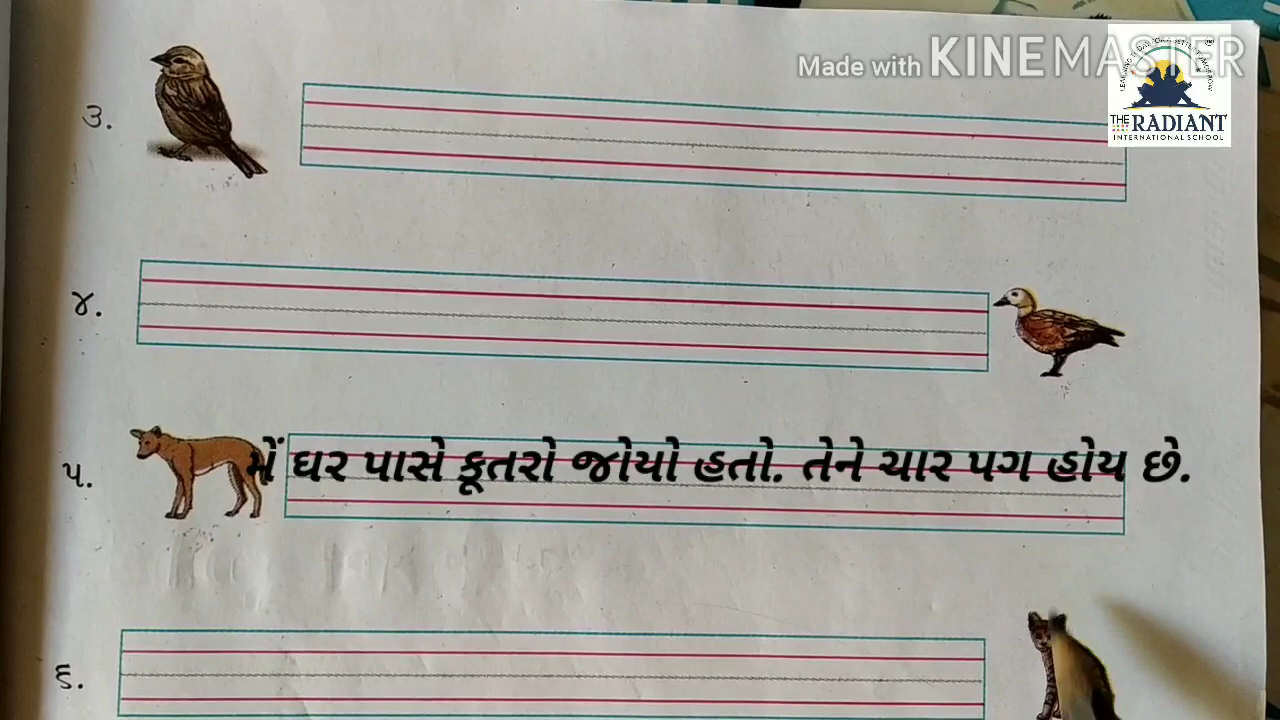 Made with KINEMASTER
THE RADIANT
INTERNATIONAL SCHOOL
૩.
૪.
૫.
મેં ઘર પાસે કૂતરો જોયો હતો. તેને ચાર પગ હોય છે.
૬.